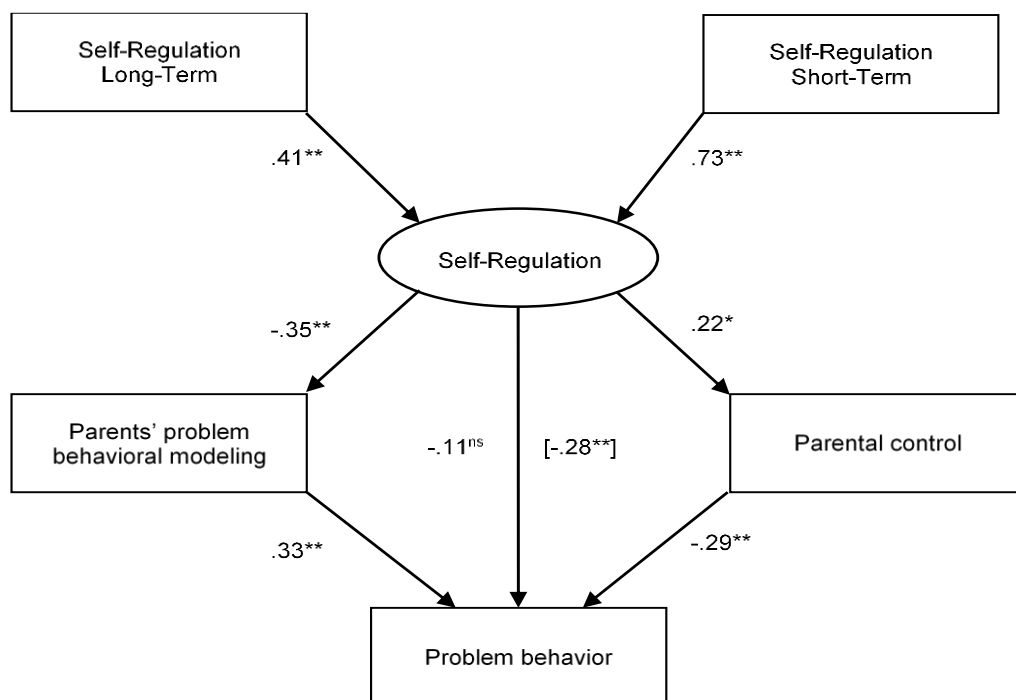 Self-Regulation
Long-Term
Self-Regulation
Short-Term
.41**
.73**
Self-Regulation
-.35**
.22*
Parents’ problem
behavioral modeling
-.11ns
[-.28**]
Parental control
.33**
-.29**
Problem behavior